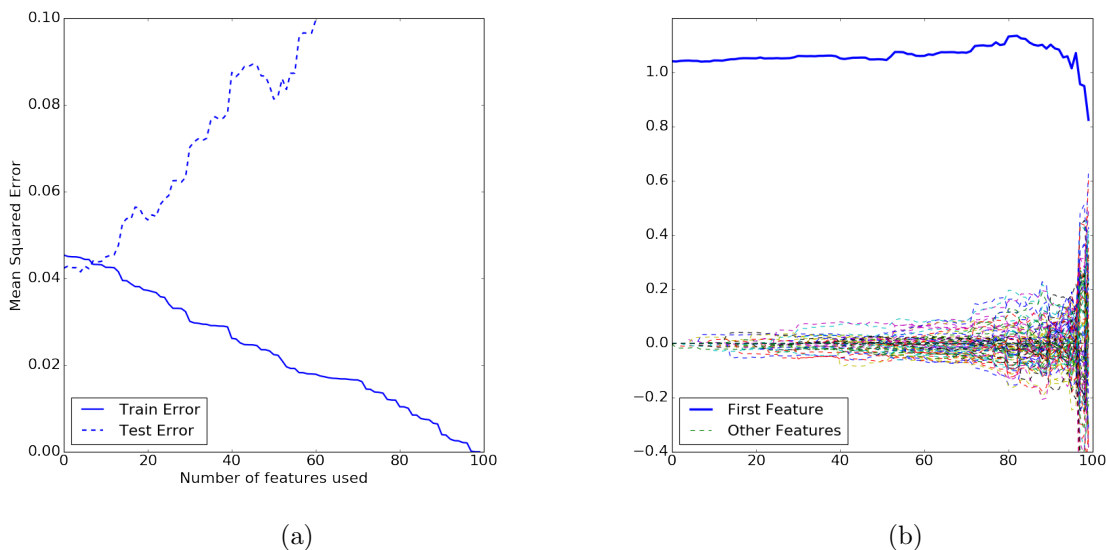 0.10
0.08
0.06
0.04
0.02
0.00
Mean Squared Error
0 20 40 60 80 100
Number of features used
Train Error
Test Error
(a)
1.0
0.8
0.6
0.4
0.2
0.0
−0.2
−0.4
0 20 40 60 80 100
First Feature
Other Features
(b)